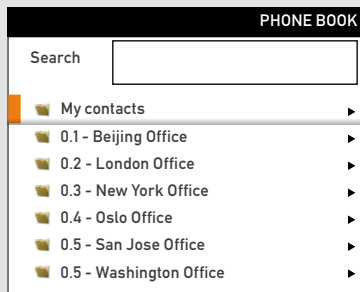 PHONE BOOK
Search
My contacts
0.1 - Beijing Office
0.2 - London Office
0.3 - New York Office
0.4 - Oslo Office
0.5 - San Jose Office
0.5 - Washington Office